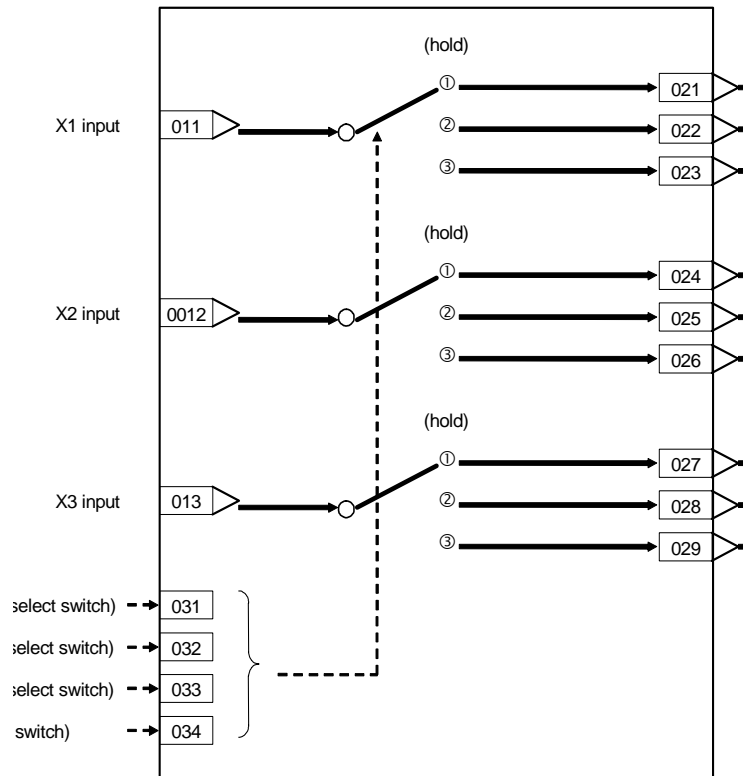 (hold)
① 021
X1 input 011
② 022
③ 023
(hold)
① 024
X2 input 0012
② 025
③ 026
(hold)
① 027
X3 input 013
② 028
③ 029
select switch) 031
select switch) 032
select switch) 033
switch) 034